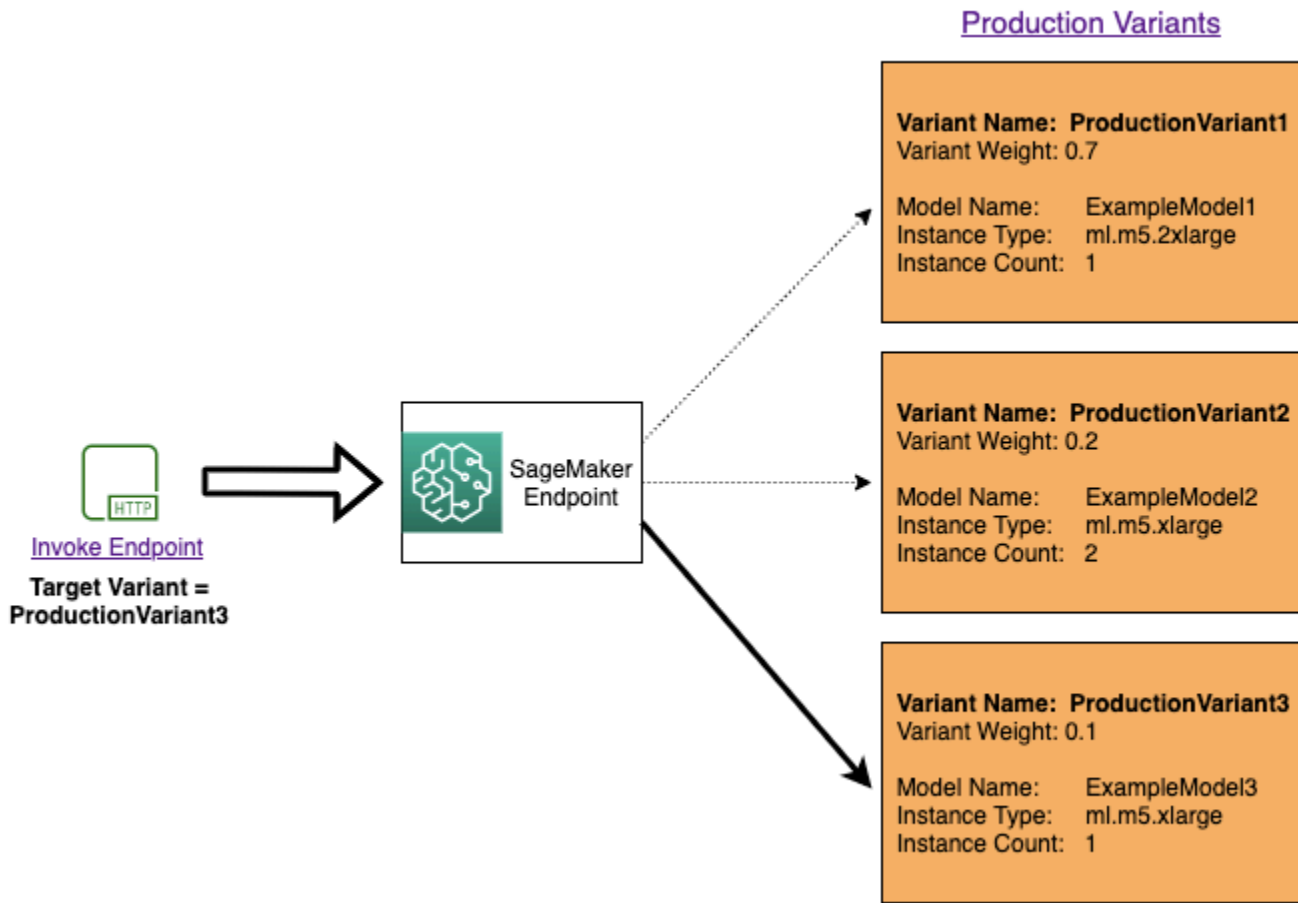 Production Variants
Variant Name: ProductionVariant1
Variant Weight: 0.7
Model Name: ExampleModel1
Instance Type: ml.m5.2xlarge
Instance Count: 1
Variant Name: ProductionVariant2
Variant Weight: 0.2
Model Name: ExampleModel2
Instance Type: ml.m5.xlarge
Instance Count: 2
HTTP
Invoke Endpoint
Target Variant =
ProductionVariant3
SageMaker
Endpoint
Variant Name: ProductionVariant3
Variant Weight: 0.1
Model Name: ExampleModel3
Instance Type: ml.m5.xlarge
Instance Count: 1